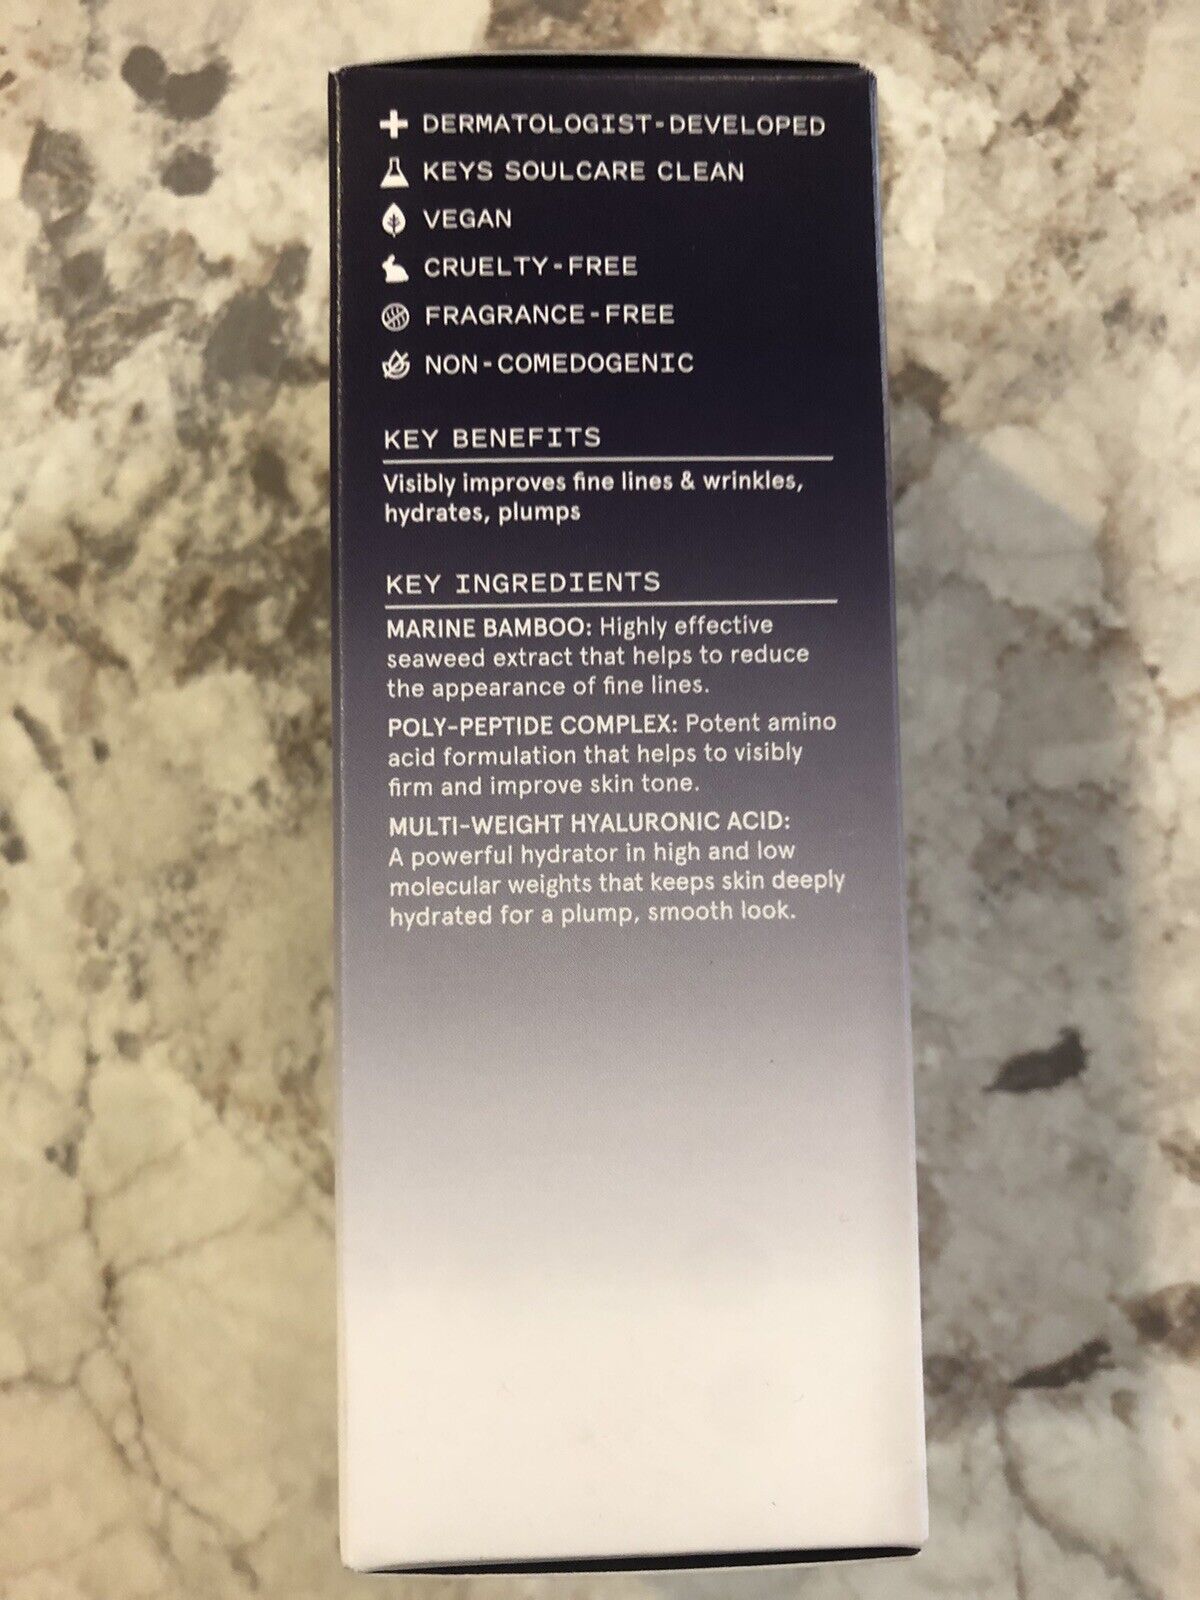 DERMATOLOGIST-DEVELOPED
KEYS SOULCARE CLEAN
VEGAN
CRUELTY-FREE
FRAGRANCE-FREE
NON-COMEDOGENIC
KEY BENEFITS
Visibly improves fine lines & wrinkles,
hydrates, plumps
KEY INGREDIENTS
MARINE BAMBOO: Highly effective
seaweed extract that helps to reduce
the appearance of fine lines.
POLY-PEPTIDE COMPLEX: Potent amino
acid formulation that helps to visibly
firm and improve skin tone.
MULTI-WEIGHT HYALURONIC ACID:
A powerful hydrator in high and low
molecular weights that keeps skin deeply
hydrated for a plump, smooth look.